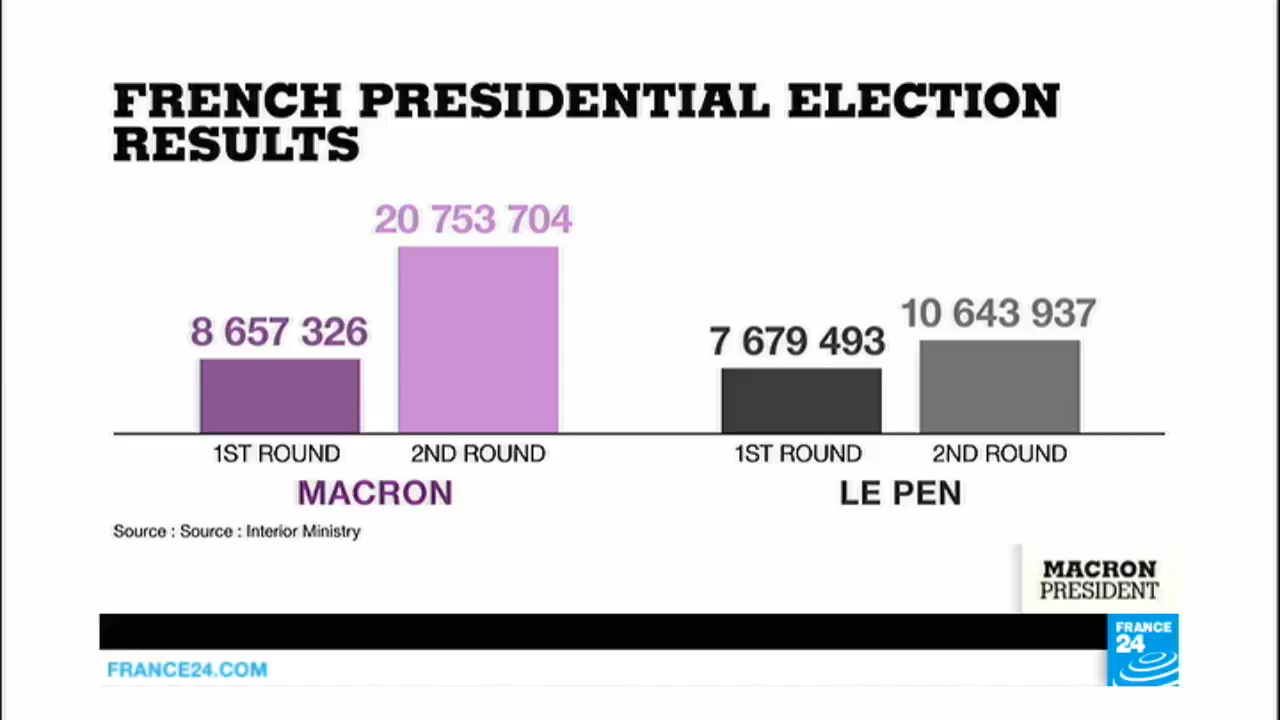 FRENCH PRESIDENTIAL ELECTION
RESULTS
20 753 704
8 657 326
10 643 937
7 679 493
1ST ROUND
2ND ROUND
1ST ROUND
2ND ROUND
MACRON
LE PEN
Source : Source : Interior Ministry
MACRON
PRESIDENT
FRANCE
24
FRANCE24.COM